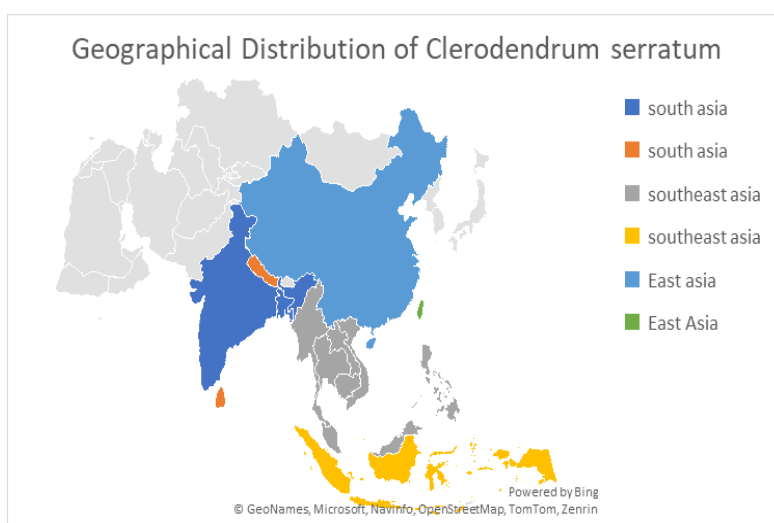 Geographical Distribution of Clerodendrum serratum
south asia
south asia
southeast asia
southeast asia
East asia
East Asia
Powered by Bing
© GeoNames, Microsoft, NavInfo, OpenStreetMap, TomTom, Zenrin